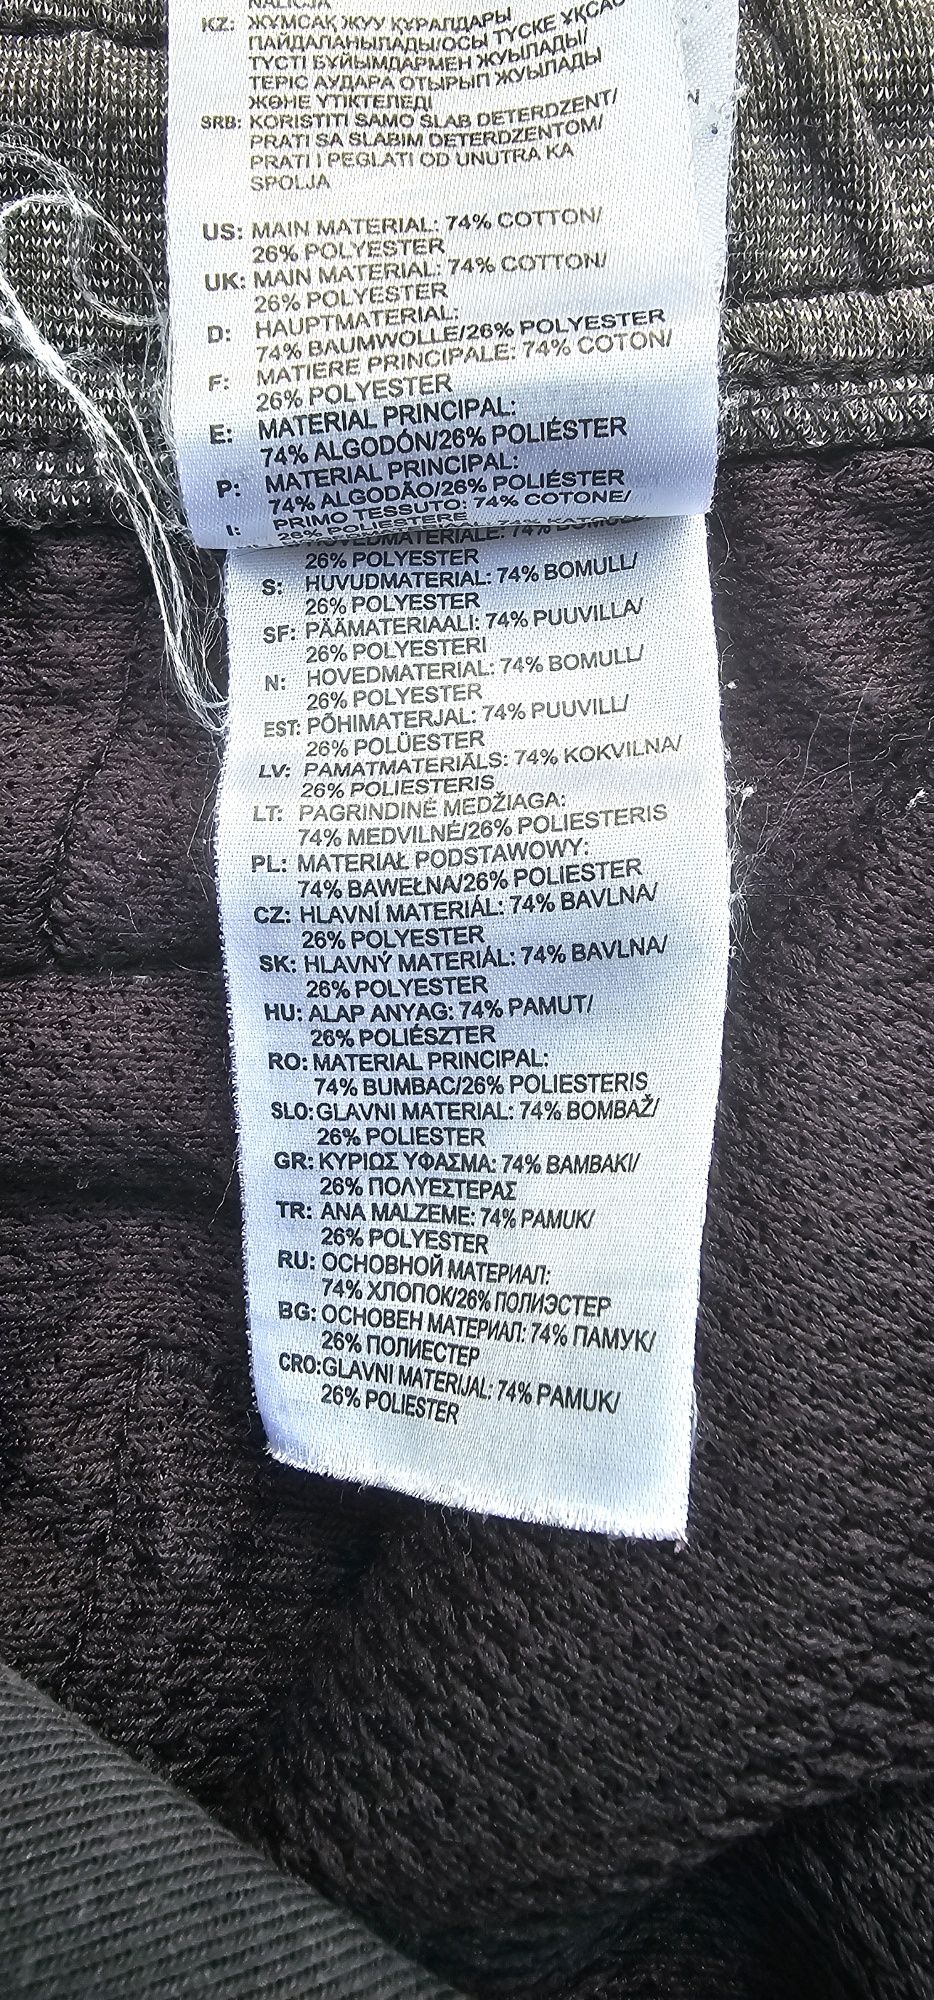 KZ: ЖҰМСАҚ ЖУУ ҚҰРАЛДАРЫ
ПАЙДАЛАНЫЛАДЫ/ОСЫ ТҮСКЕ ҰҚСАС
ТҮСТІ БҰЙЫМДАРМЕН ЖУЫЛАДЫ/
ТЕРІС АУДАРА ОТЫРЫП ЖУЫЛАДЫ
ЖӘНЕ ҮТІКТЕЛЕДІ
SRB: KORISTITI SAMO SLAB DETERDZENT/
PRATI SA SLABIM DETERDZENTOM/
PRATI I PEGLATI OD UNUTRA KA
SPOLJA
US: MAIN MATERIAL: 74% COTTON/
26% POLYESTER
UK: MAIN MATERIAL: 74% COTTON/
26% POLYESTER
D: HAUPTMATERIAL:
74% BAUMWOLLE/26% POLYESTER
F: MATIERE PRINCIPALE: 74% COTON/
26% POLYESTER
E: MATERIAL PRINCIPAL:
74% ALGODÓN/26% POLIÉSTER
P: MATERIAL PRINCIPAL:
74% ALGODÃO/26% POLIÉSTER
I: PRIMO TESSUTO: 74% COTONE/
26% POLIESTERE
26% POLYESTER
S: HUVUDMATERIAL: 74% BOMULL/
26% POLYESTER
SF: PÄÄMATERIAALI: 74% PUUVILLA/
26% POLYESTERI
N: HOVEDMATERIAL: 74% BOMULL/
26% POLYESTER
EST: PÕHIMATERJAL: 74% PUUVILL/
26% POLÜESTER
LV: PAMATMATERIĀLS: 74% KOKVILNA/
26% POLIESTERIS
LT: PAGRINDINĖ MEDŽIAGA:
74% MEDVILNĖ/26% POLIESTERIS
PL: MATERIAŁ PODSTAWOWY:
74% BAWEŁNA/26% POLIESTER
CZ: HLAVNÍ MATERIÁL: 74% BAVLNA/
26% POLYESTER
SK: HLAVNÝ MATERIÁL: 74% BAVLNA/
26% POLYESTER
HU: ALAP ANYAG: 74% PAMUT/
26% POLIÉSZTER
RO: MATERIAL PRINCIPAL:
74% BUMBAC/26% POLIESTERIS
SLO: GLAVNI MATERIAL: 74% BOMBAŽ/
26% POLIESTER
GR: ΚΥΡΙΟΣ ΥΦΑΣΜΑ: 74% ΒΑΜΒΑΚΙ/
26% ΠΟΛΥΕΣΤΕΡΑΣ
TR: ANA MALZEME: 74% PAMUK/
26% POLYESTER
RU: ОСНОВНОЙ МАТЕРИАЛ:
74% ХЛОПОК/26% ПОЛИЭСТЕР
BG: ОСНОВЕН МАТЕРИАЛ: 74% ПАМУК/
26% ПОЛИЕСТЕР
CRO: GLAVNI MATERIJAL: 74% PAMUK/
26% POLIESTER